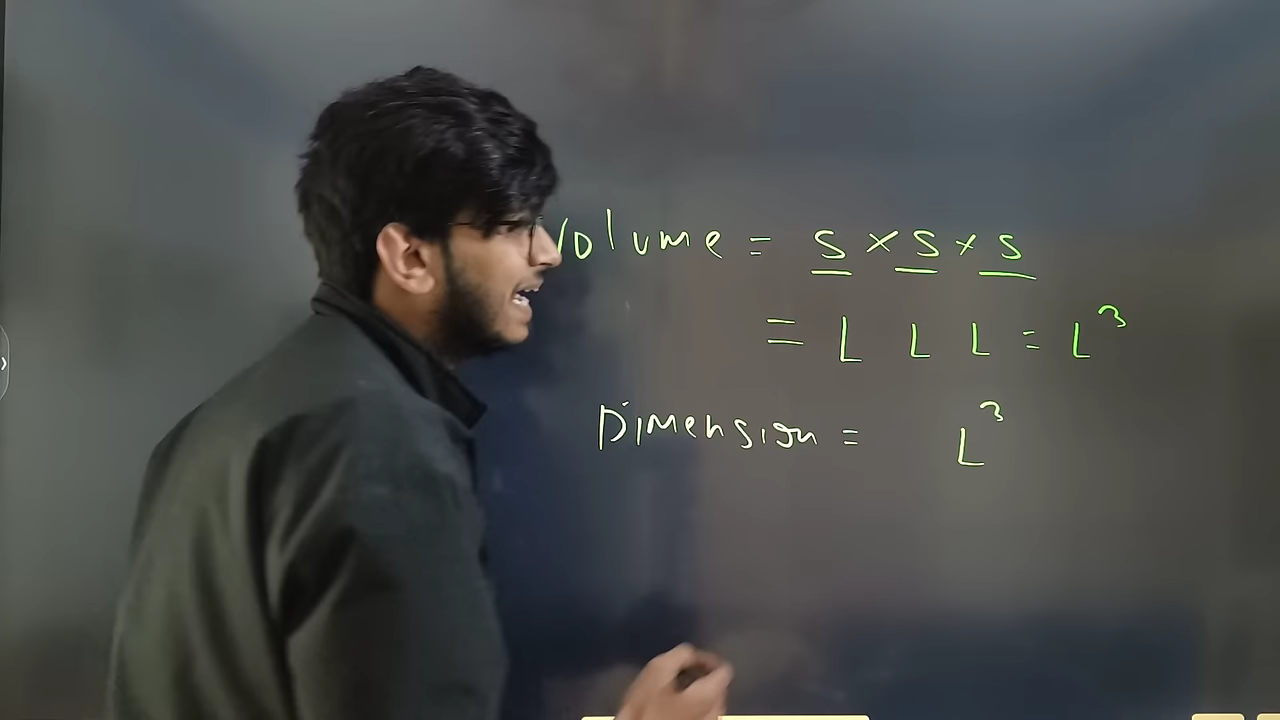 Volume = S × S × S
= L L L = L³
Dimension = L³